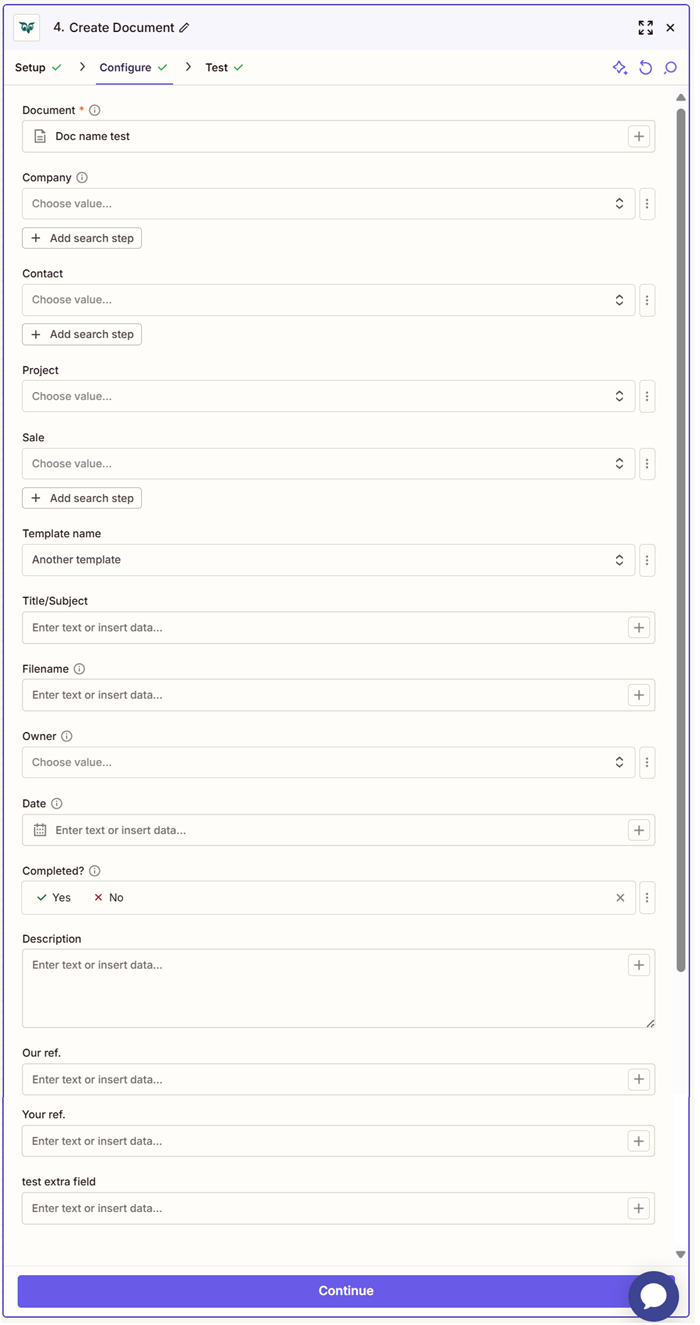 4. Create Document
Setup Configure Test
Document *
Doc name test
Company
Choose value...
Add search step
Contact
Choose value...
Add search step
Project
Choose value...
Sale
Choose value...
Add search step
Template name
Another template
Title/Subject
Enter text or insert data...
Filename
Enter text or insert data...
Owner
Choose value...
Date
Enter text or insert data...
Completed?
Yes No
Description
Enter text or insert data...
Our ref.
Enter text or insert data...
Your ref.
Enter text or insert data...
test extra field
Enter text or insert data...
Continue